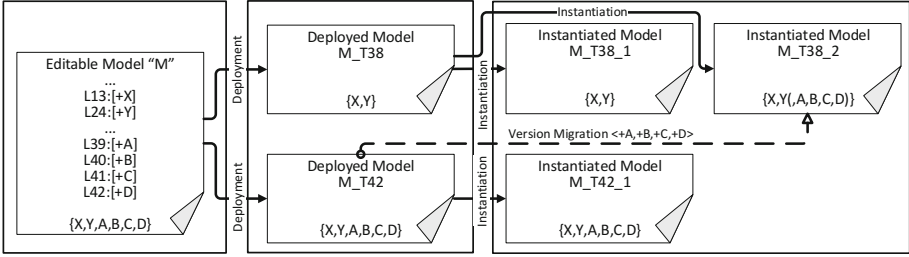 Editable Model “M”
...
L13:[+X]
L24:[+Y]
...
L39:[+A]
L40:[+B]
L41:[+C]
L42:[+D]
{X,Y,A,B,C,D}
Deployment
Deployment
Deployed Model
M_T38
{X,Y}
Deployed Model
M_T42
{X,Y,A,B,C,D}
Instantiation
Instantiation
Instantiation
Instantiated Model
M_T38_1
{X,Y}
Instantiated Model
M_T38_2
{X,Y(,A,B,C,D)}
Version Migration <+A,+B,+C,+D>
Instantiated Model
M_T42_1
{X,Y,A,B,C,D}